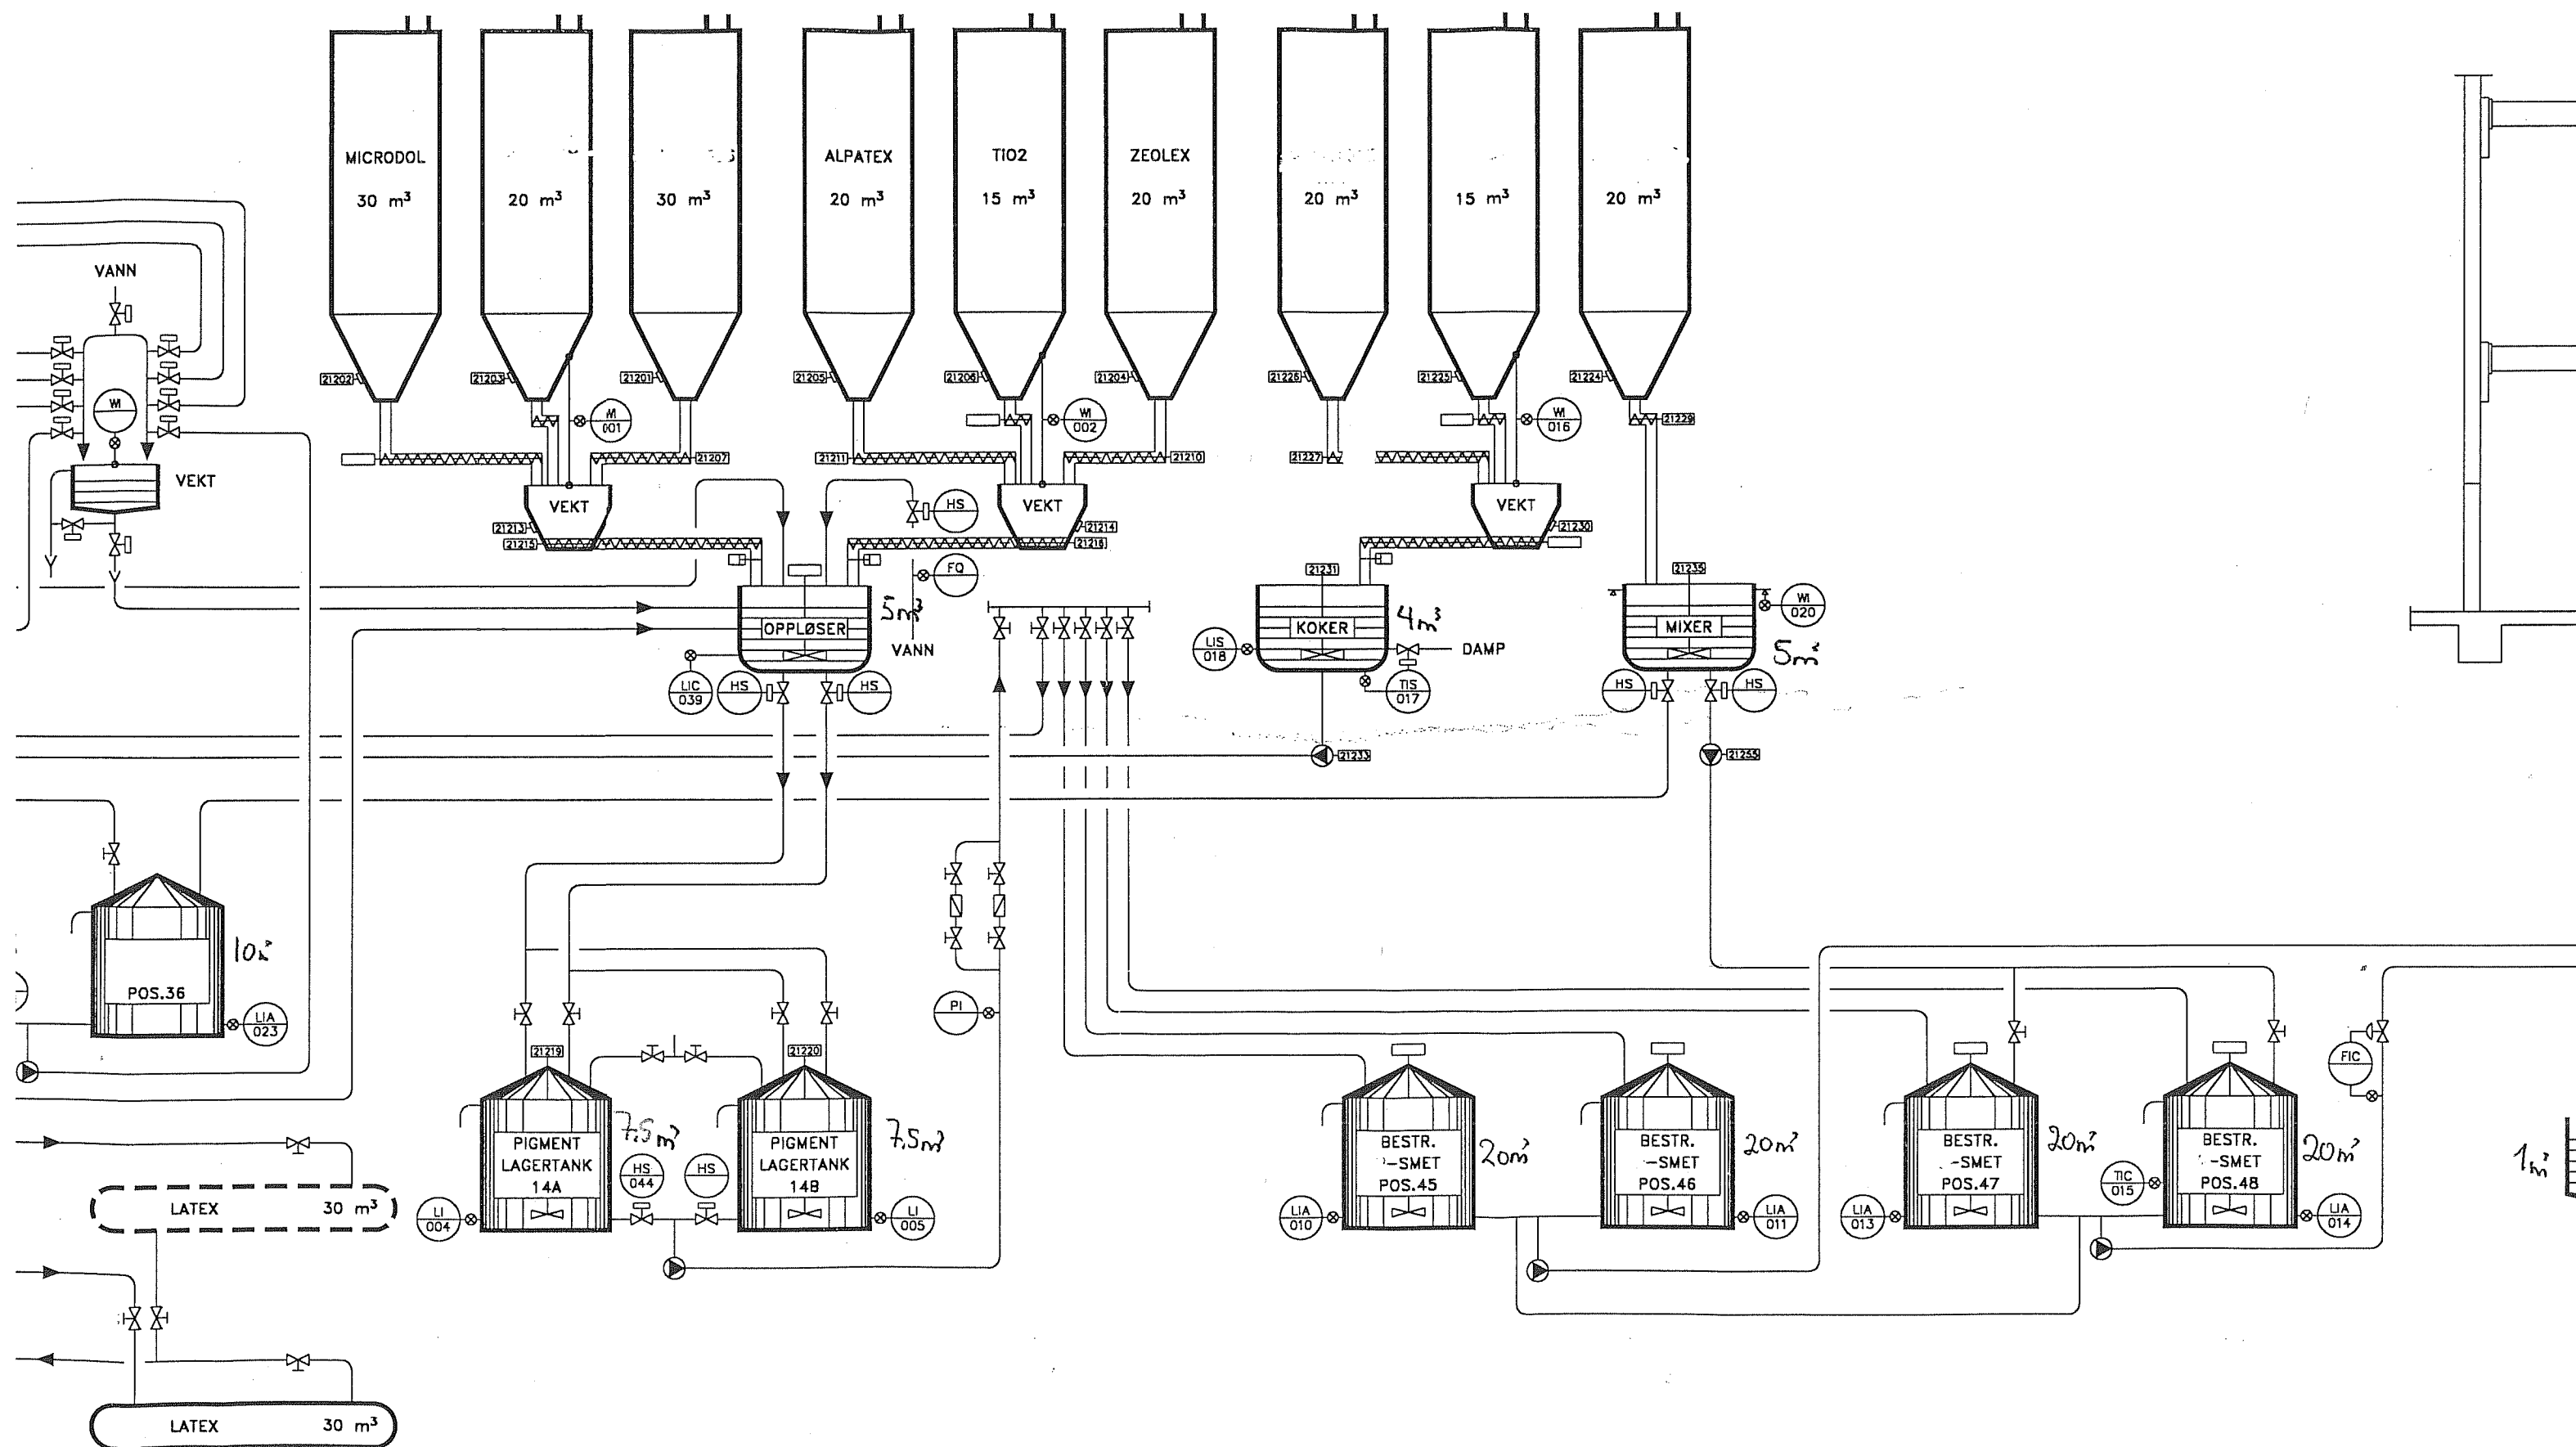 MICRODOL
30 m³
20 m³
30 m³
ALPATEX
20 m³
TIO2
15 m³
ZEOLEX
20 m³
20 m³
15 m³
20 m³
VANN
WI
VEKT
21202
21203
21201
21205
21206
21204
21226
21225
21224
WI
001
WI
002
WI
016
21229
21207
21211
21210
21227
VEKT
VEKT
VEKT
HS
21213
21214
21230
21215
21216
FQ
21231
21235
5m³
4m³
WI
020
OPPLØSER
KOKER
MIXER
VANN
LIS
018
DAMP
5m³
LIC
039
HS
HS
TIS
017
HS
HS
21233
21255
10m³
POS.36
LIA
023
PI
21219
21220
FIC
PIGMENT
LAGERTANK
14A
7.5m³
HS
044
HS
PIGMENT
LAGERTANK
14B
7.5m³
BESTR.
-SMET
POS.45
20m³
BESTR.
-SMET
POS.46
20m³
BESTR.
-SMET
POS.47
20m³
BESTR.
-SMET
POS.48
20m³
1m³
TIC
015
LI
004
LI
005
LIA
010
LIA
011
LIA
013
LIA
014
LATEX 30 m³
LATEX 30 m³